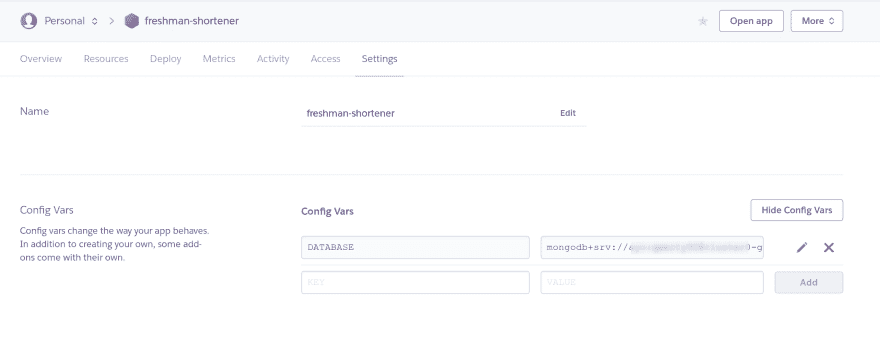 Personal freshman-shortener Open app More
Overview Resources Deploy Metrics Activity Access Settings
Name freshman-shortener Edit
Config Vars Config Vars Hide Config Vars
Config vars change the way your app behaves.
In addition to creating your own, some add-
ons come with their own.
DATABASE mongodb+srv://
KEY VALUE Add